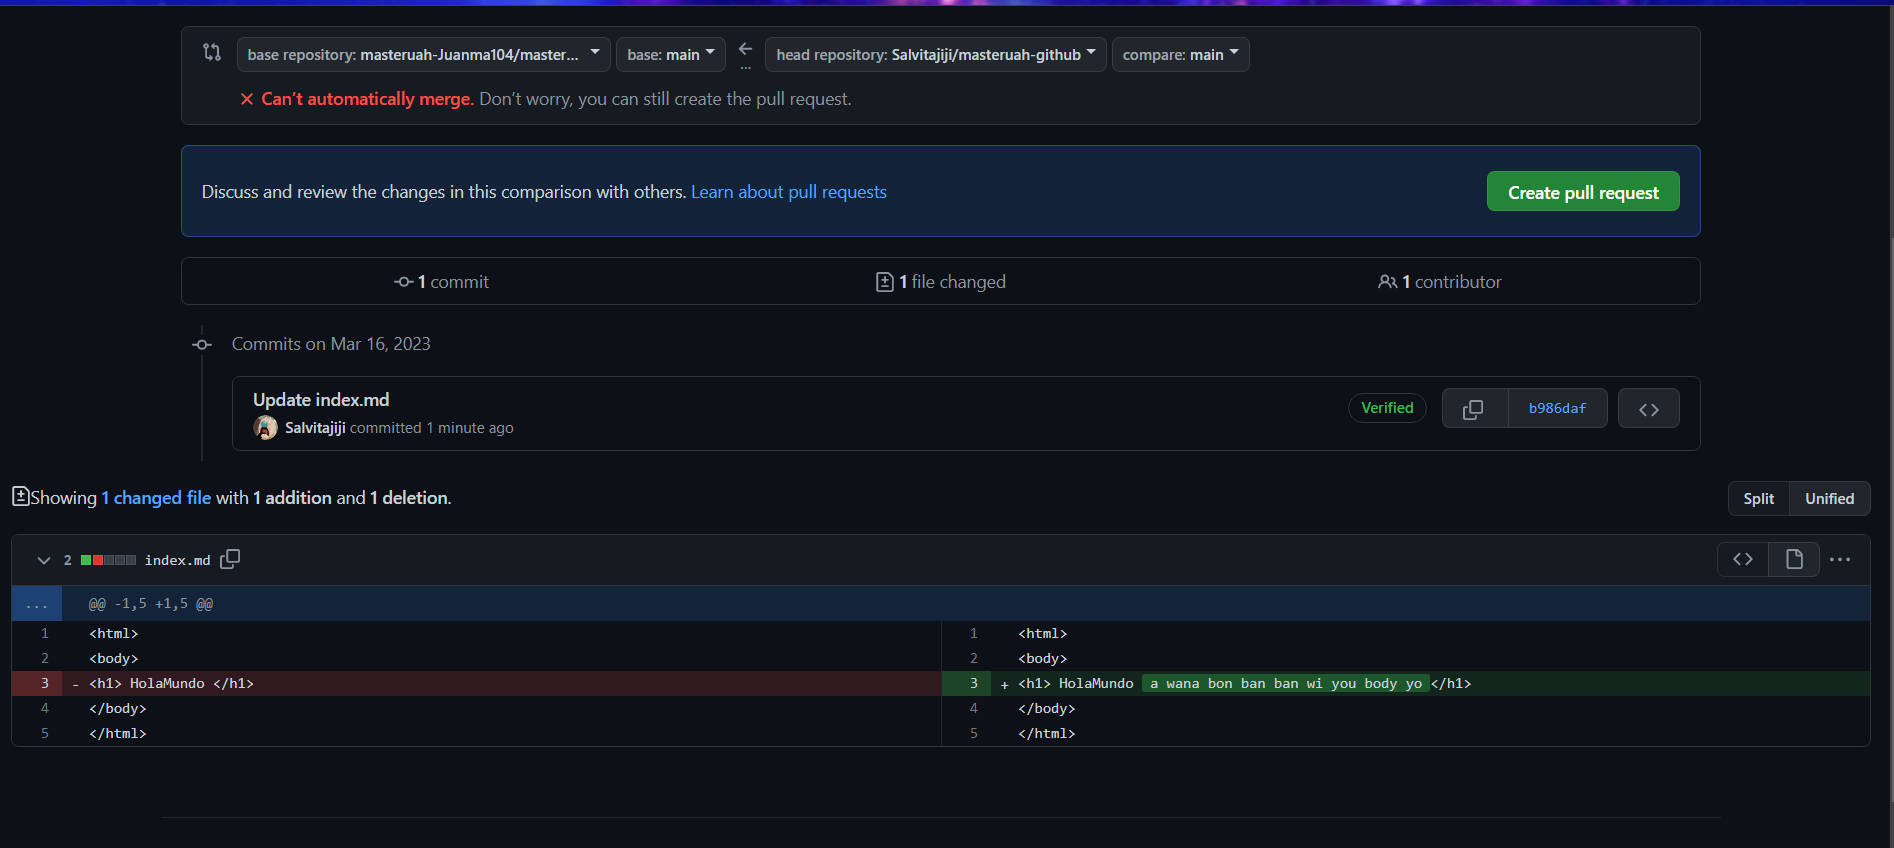 base repository: masteruah-Juanma104/master... base: main ... head repository: Salvitajiji/masteruah-github compare: main
Can't automatically merge. Don't worry, you can still create the pull request.
Discuss and review the changes in this comparison with others. Learn about pull requests Create pull request
1 commit 1 file changed 1 contributor
Commits on Mar 16, 2023
Update index.md
Salvitajiji committed 1 minute ago
Verified b986daf
Showing 1 changed file with 1 addition and 1 deletion. Split Unified
2 index.md
... @@ -1,5 +1,5 @@
1 <html> 1 <html>
2 <body> 2 <body>
3 - <h1> HolaMundo </h1> 3 + <h1> HolaMundo a wana bon ban ban wi you body yo </h1>
4 </body> 4 </body>
5 </html> 5 </html>